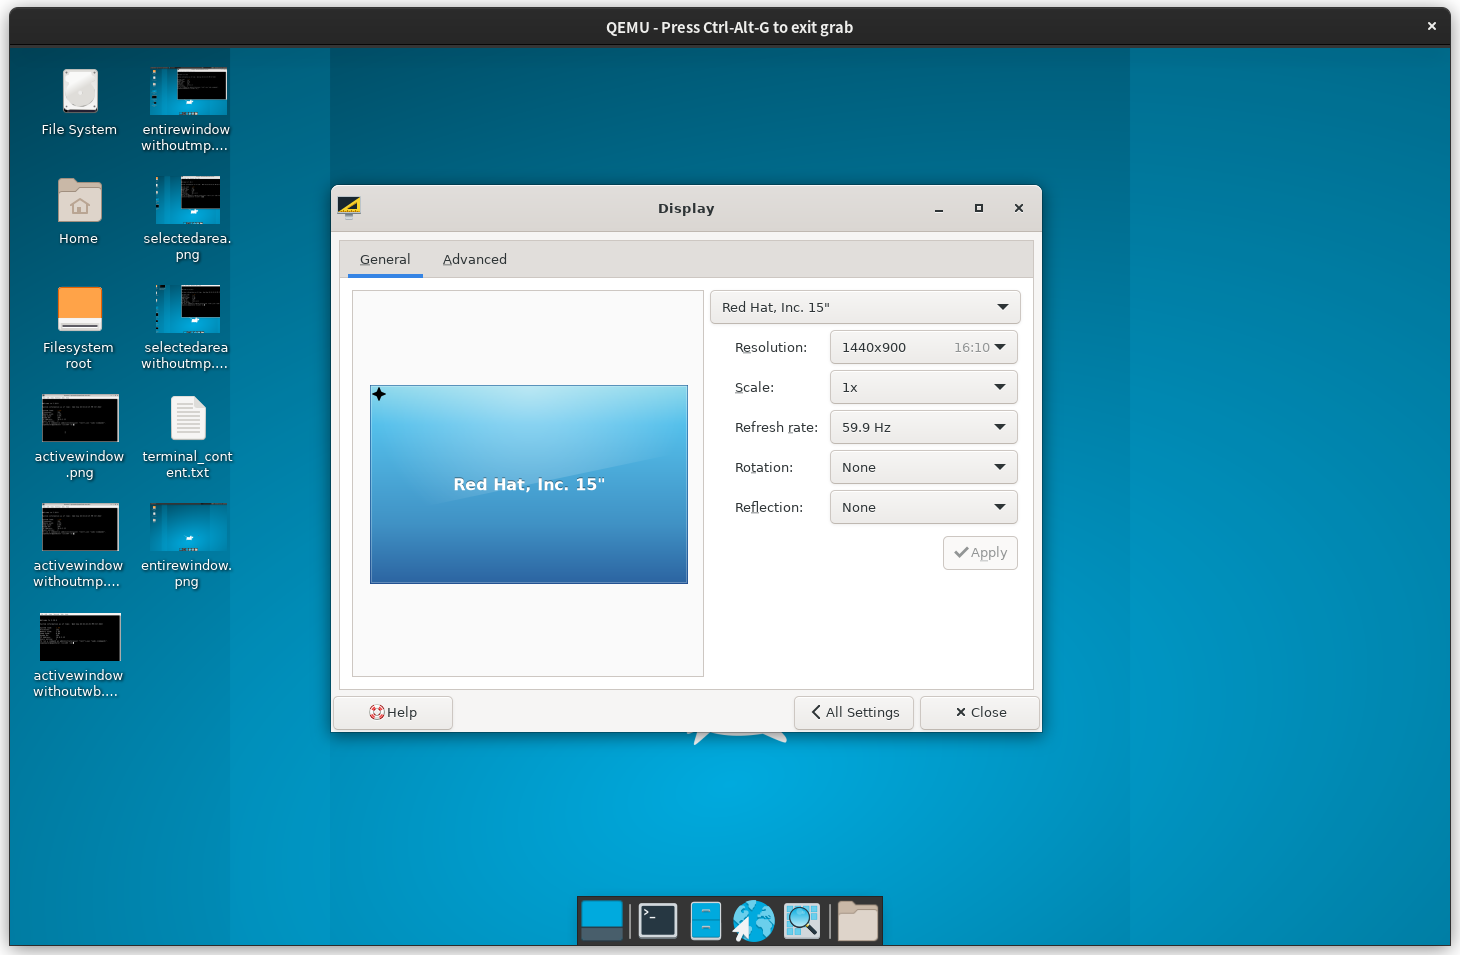 QEMU - Press Ctrl-Alt-G to exit grab
File System
entirewindow
withoutmp....
Home
selectedarea.
png
Filesystem
root
selectedarea
withoutmp....
activewindow
.png
terminal_cont
ent.txt
activewindow
withoutmp....
entirewindow.
png
activewindow
withoutwb....
Display
General
Advanced
Red Hat, Inc. 15"
Red Hat, Inc. 15"
Resolution:
1440x900
16:10
Scale:
1x
Refresh rate:
59.9 Hz
Rotation:
None
Reflection:
None
Apply
Help
All Settings
Close